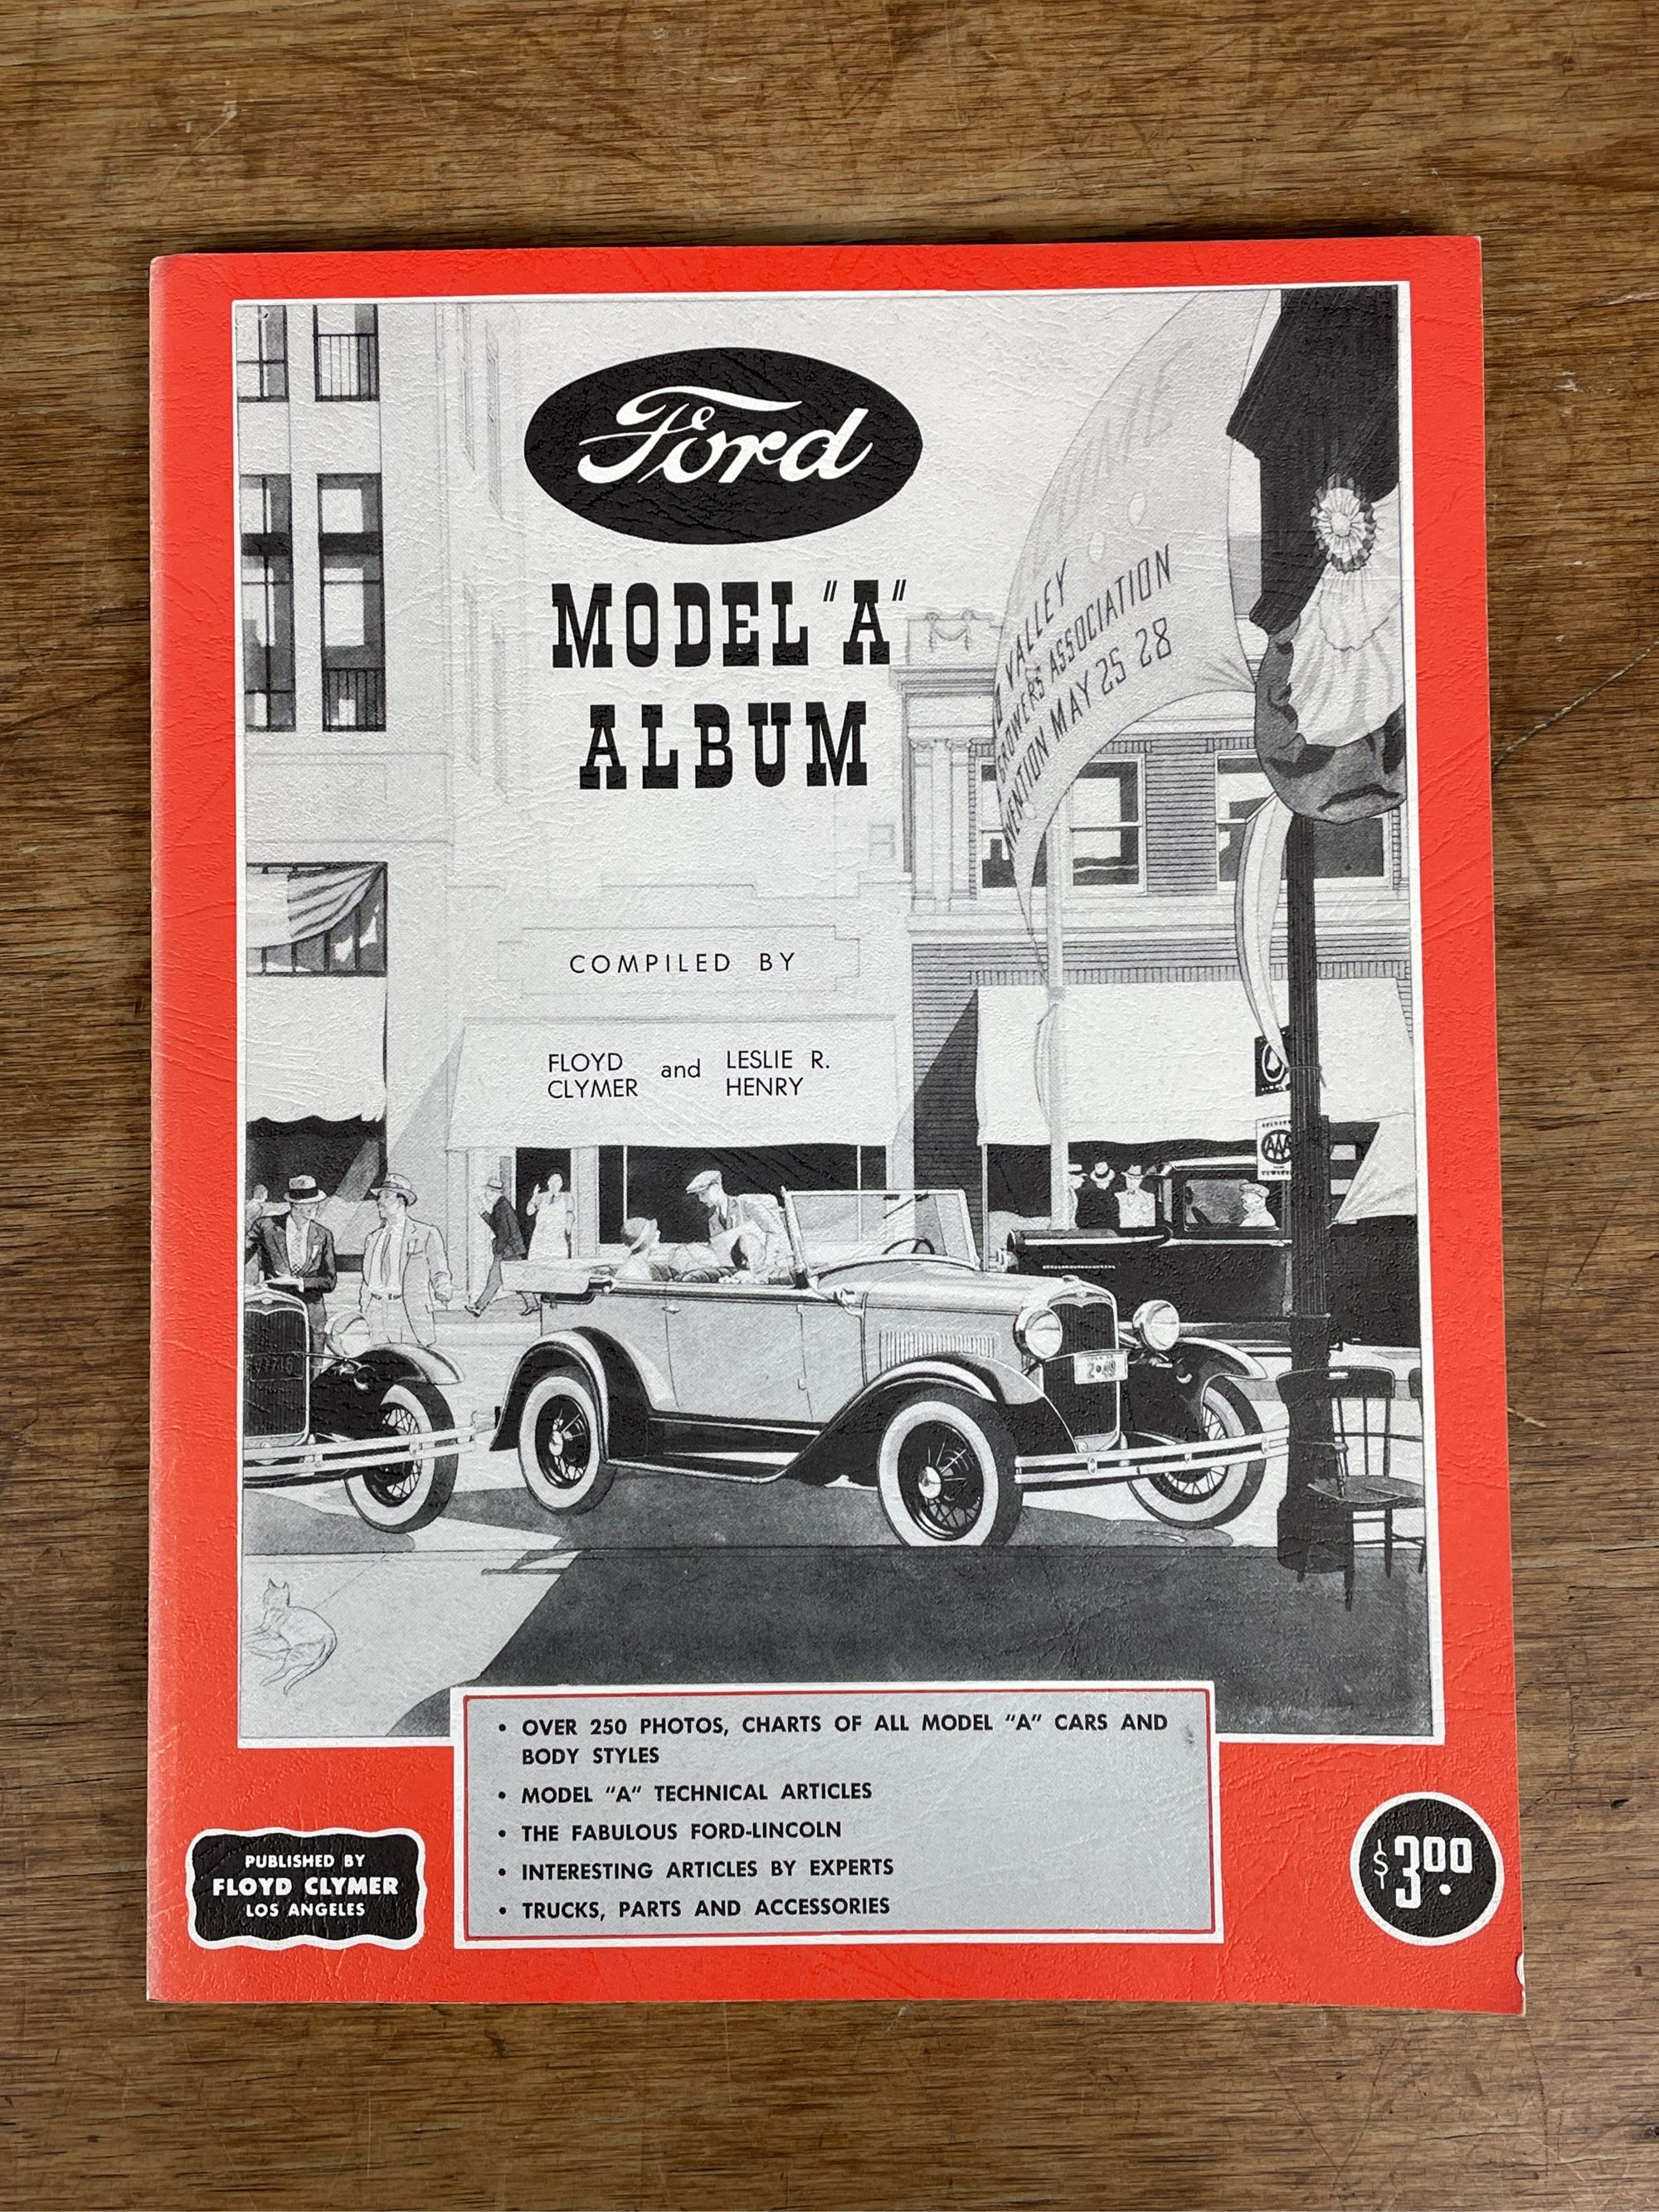 Ford
MODEL "A"
ALBUM
VALLEY
GROWERS ASSOCIATION
MAY 25 28
COMPILED BY
FLOYD CLYMER and LESLIE R. HENRY
AAA
• OVER 250 PHOTOS, CHARTS OF ALL MODEL "A" CARS AND
BODY STYLES
• MODEL "A" TECHNICAL ARTICLES
• THE FABULOUS FORD-LINCOLN
• INTERESTING ARTICLES BY EXPERTS
• TRUCKS, PARTS AND ACCESSORIES
PUBLISHED BY
FLOYD CLYMER
LOS ANGELES
$3.00